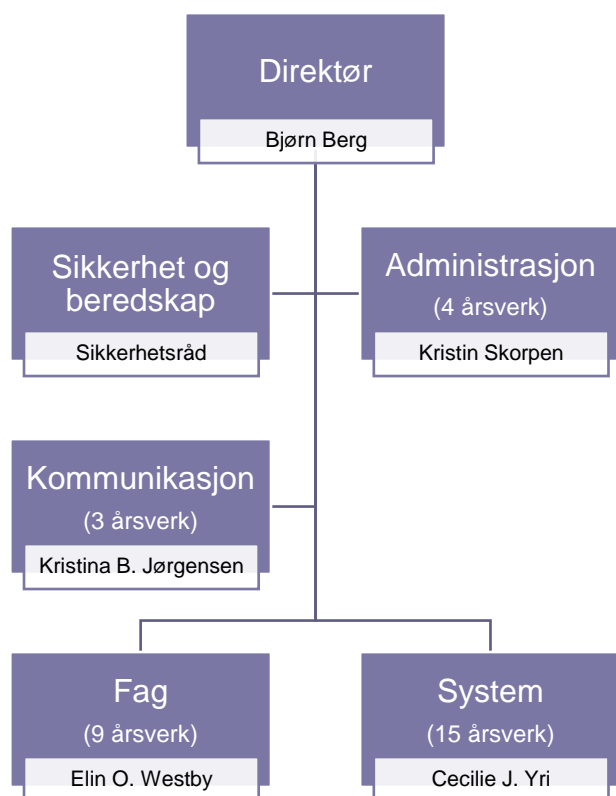 Direktør
Bjørn Berg
Sikkerhet og
beredskap
Sikkerhetsråd
Administrasjon
(4 årsverk)
Kristin Skorpen
Kommunikasjon
(3 årsverk)
Kristina B. Jørgensen
Fag
(9 årsverk)
Elin O. Westby
System
(15 årsverk)
Cecilie J. Yri